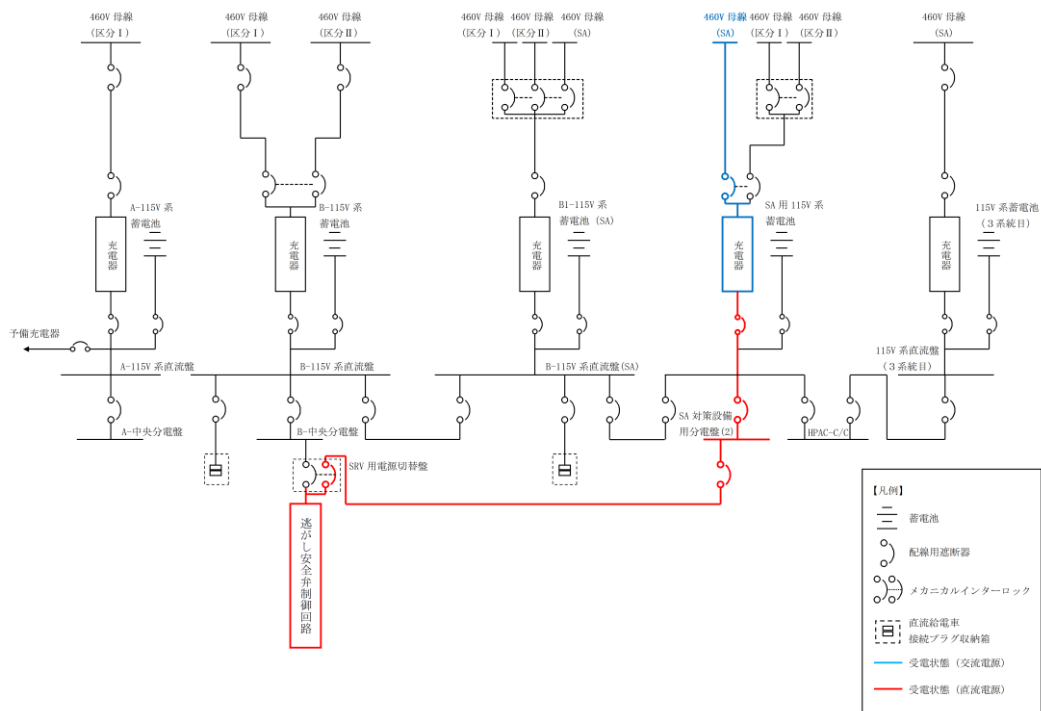 460V 母線
(区分Ⅰ)
460V 母線
(区分Ⅰ)
460V 母線
(区分Ⅱ)
460V 母線
(区分Ⅰ)
460V 母線
(区分Ⅱ)
460V 母線
(SA)
460V 母線
(SA)
460V 母線
(区分Ⅰ)
460V 母線
(区分Ⅱ)
460V 母線
(SA)
A-115V 系
蓄電池
充電器
B-115V 系
蓄電池
充電器
B1-115V 系
蓄電池(SA)
充電器
SA 用 115V 系
蓄電池
充電器
115V 系蓄電池
(3系統目)
充電器
予備充電器
A-115V 系直流盤
B-115V 系直流盤
B-115V 系直流盤(SA)
115V 系直流盤
(3系統目)
A-中央分電盤
B-中央分電盤
SA 対策設備
用分電盤(2)
HPAC-C/C
SRV 用電源切替盤
逃がし安全弁制御回路
【凡例】
蓄電池
配線用遮断器
メカニカルインターロック
直流給電車
接続プラグ収納箱
受電状態(交流電源)
受電状態(直流電源)